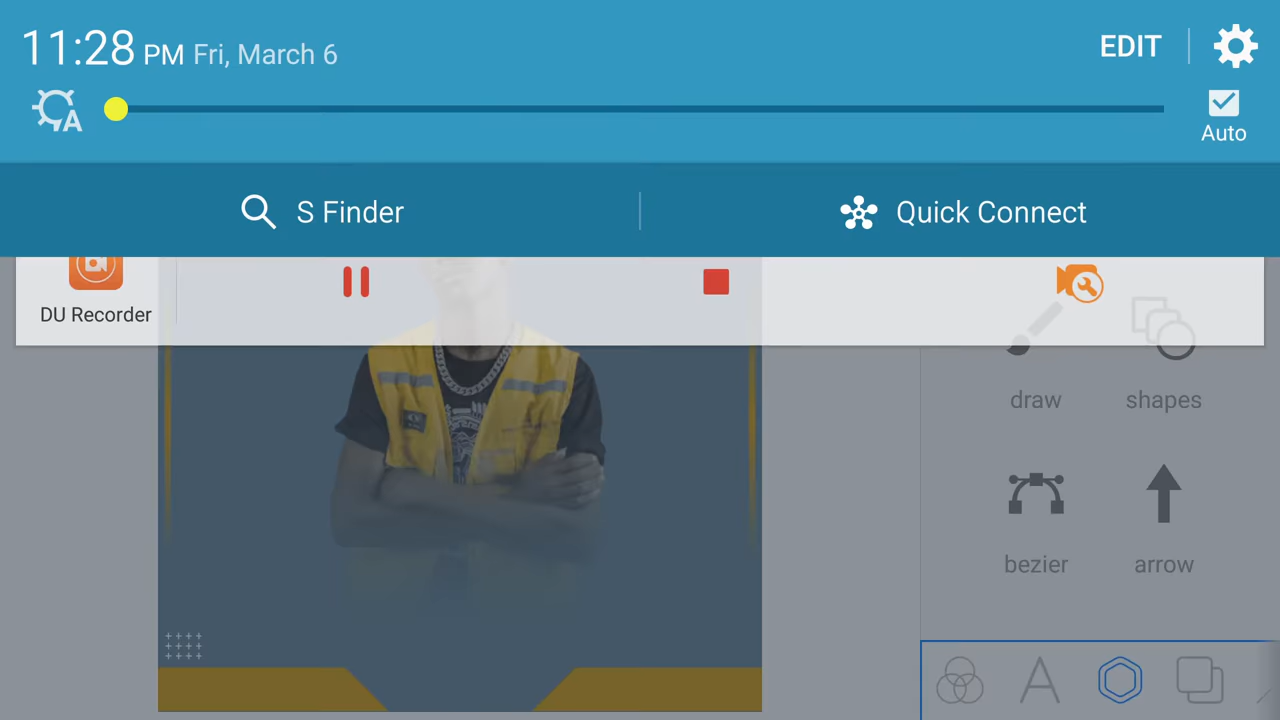 11:28 PM Fri, March 6
EDIT
A
Auto
S Finder
Quick Connect
DU Recorder
draw
shapes
bezier
arrow
A